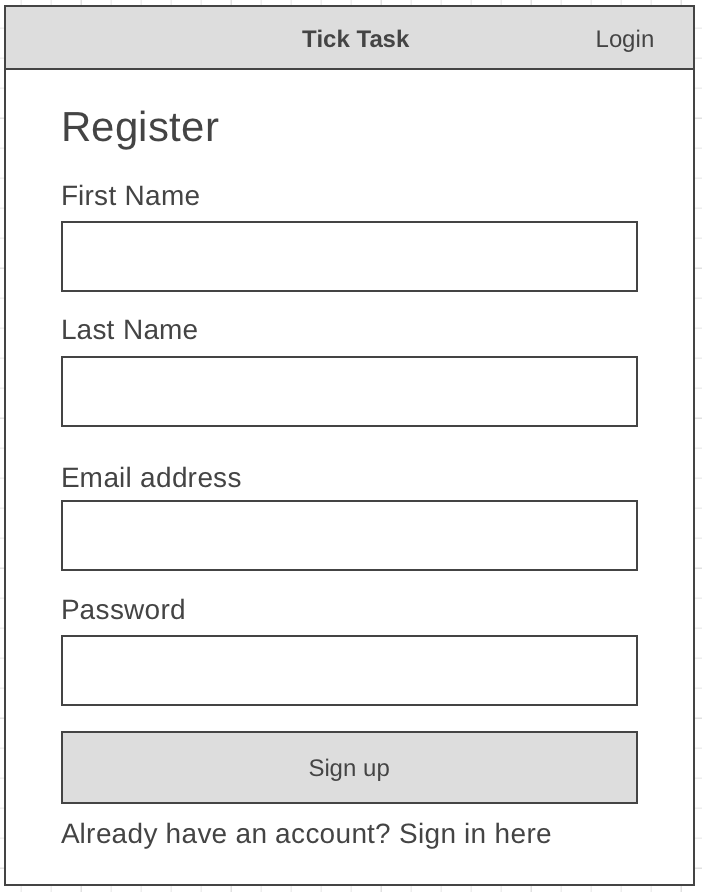 Tick Task
Login
Register
First Name
Last Name
Email address
Password
Sign up
Already have an account? Sign in here